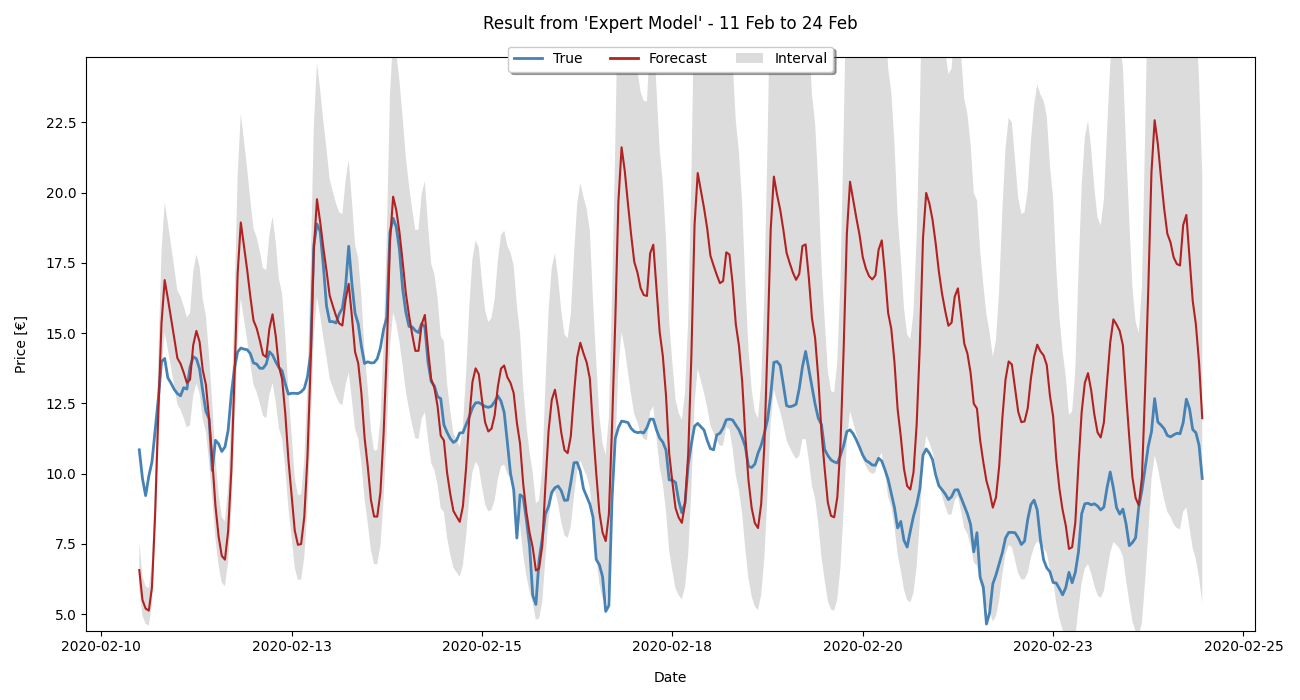 Result from 'Expert Model' - 11 Feb to 24 Feb
True Forecast Interval
22.5
20.0
17.5
15.0
12.5
10.0
7.5
5.0
Price [€]
2020-02-10 2020-02-13 2020-02-15 2020-02-18 2020-02-20 2020-02-23 2020-02-25
Date